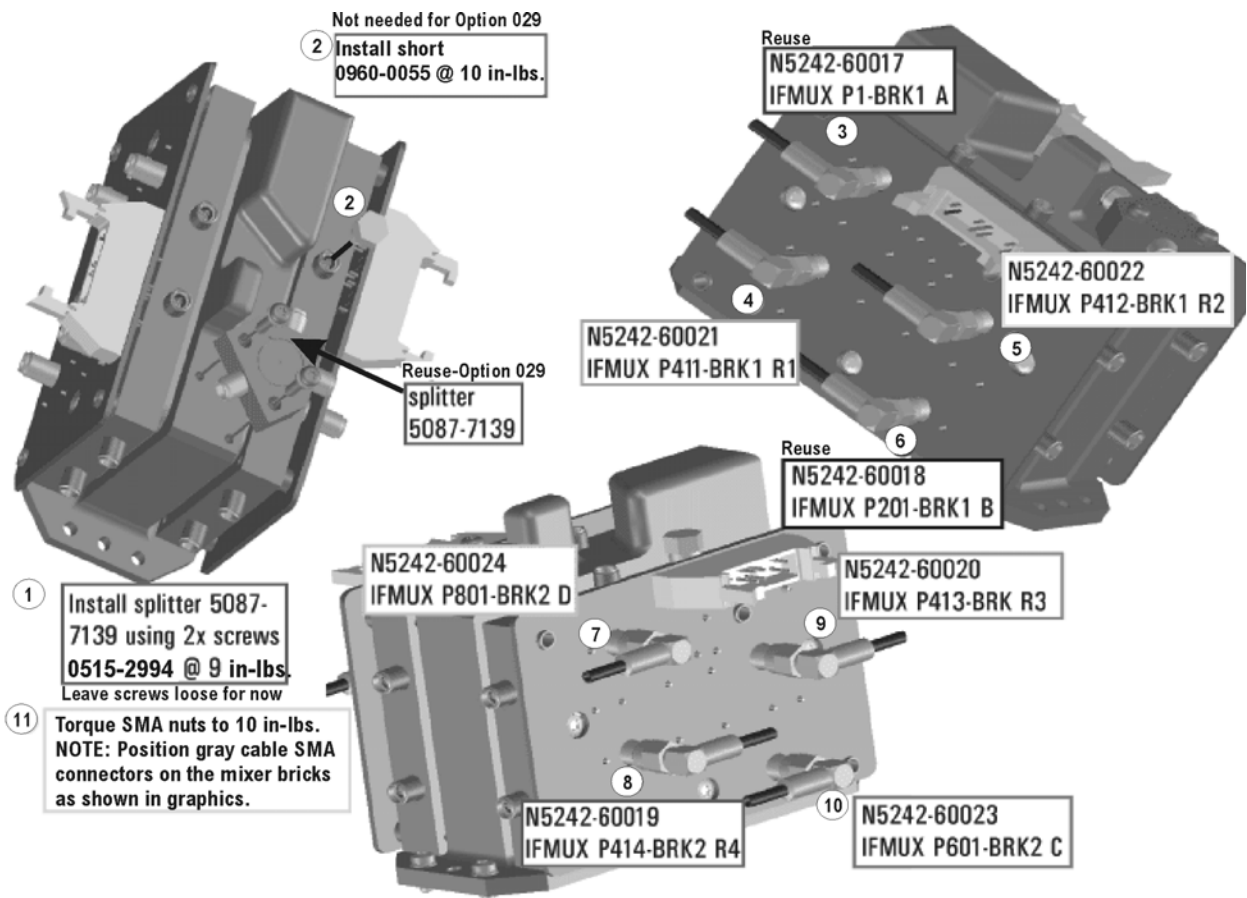 Not needed for Option 029
2
Install short
0960-0055 @ 10 in-lbs.
2
Reuse-Option 029
splitter
5087-7139
1
Install splitter 5087-
7139 using 2x screws
0515-2994 @ 9 in-lbs.
Leave screws loose for now
11
Torque SMA nuts to 10 in-lbs.
NOTE: Position gray cable SMA
connectors on the mixer bricks
as shown in graphics.
Reuse
N5242-60017
IFMUX P1-BRK1 A
3
4
N5242-60021
IFMUX P411-BRK1 R1
N5242-60022
IFMUX P412-BRK1 R2
5
6
Reuse
N5242-60018
IFMUX P201-BRK1 B
N5242-60024
IFMUX P801-BRK2 D
7
N5242-60020
IFMUX P413-BRK R3
9
8
N5242-60019
IFMUX P414-BRK2 R4
10
N5242-60023
IFMUX P601-BRK2 C